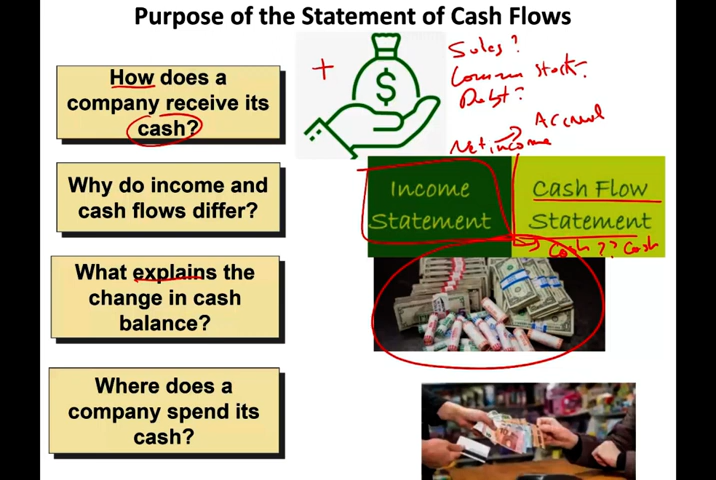 Purpose of the Statement of Cash Flows
How does a
company receive its
cash?
+
$
Sales?
Common Stock?
Debt?
Accrual
Net income
Why do income and
cash flows differ?
Income
Statement
Cash Flow
Statement
Cash ?? Cash
What explains the
change in cash
balance?
Where does a
company spend its
cash?